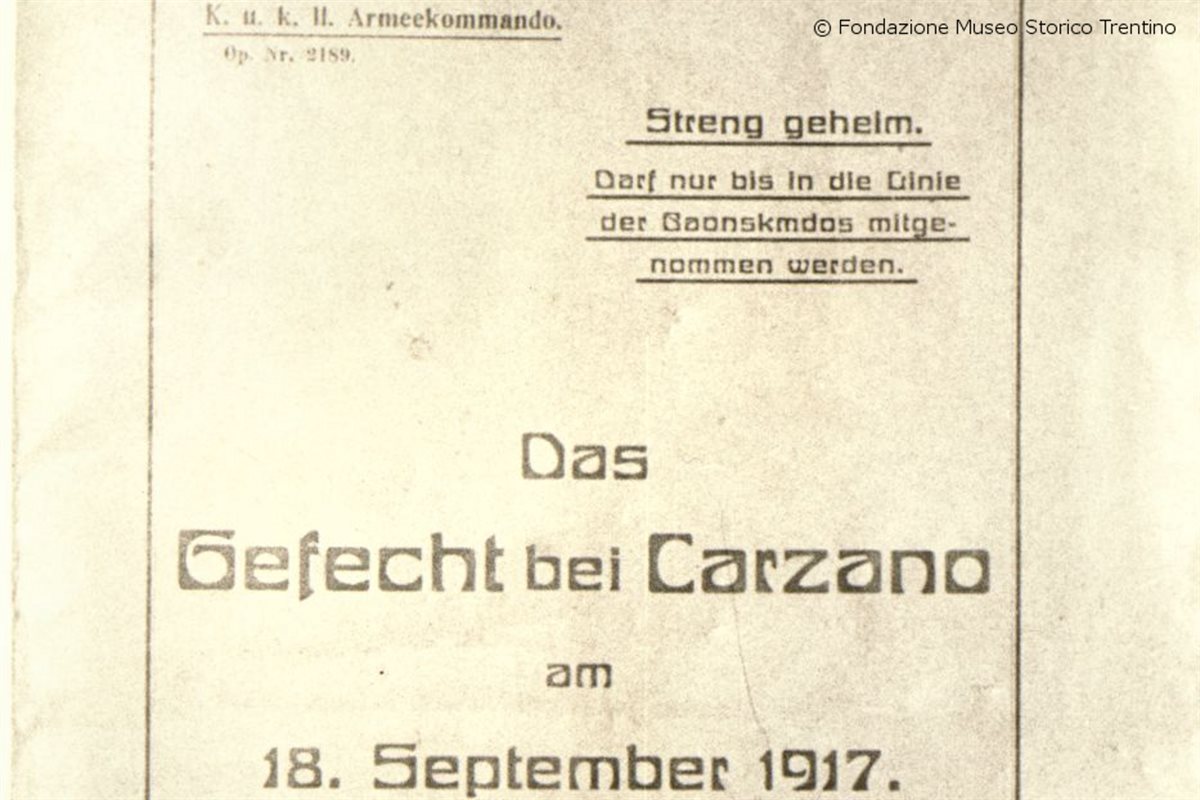 K. u. k. 11. Armeekommando.
© Fondazione Museo Storico Trentino
Op. Nr. 2189.
Streng geheim.
Darf nur bis in die Linie
der Baonskmdos mitge-
nommen werden.
Das
Gefecht bei Carzano
am
18. September 1917.